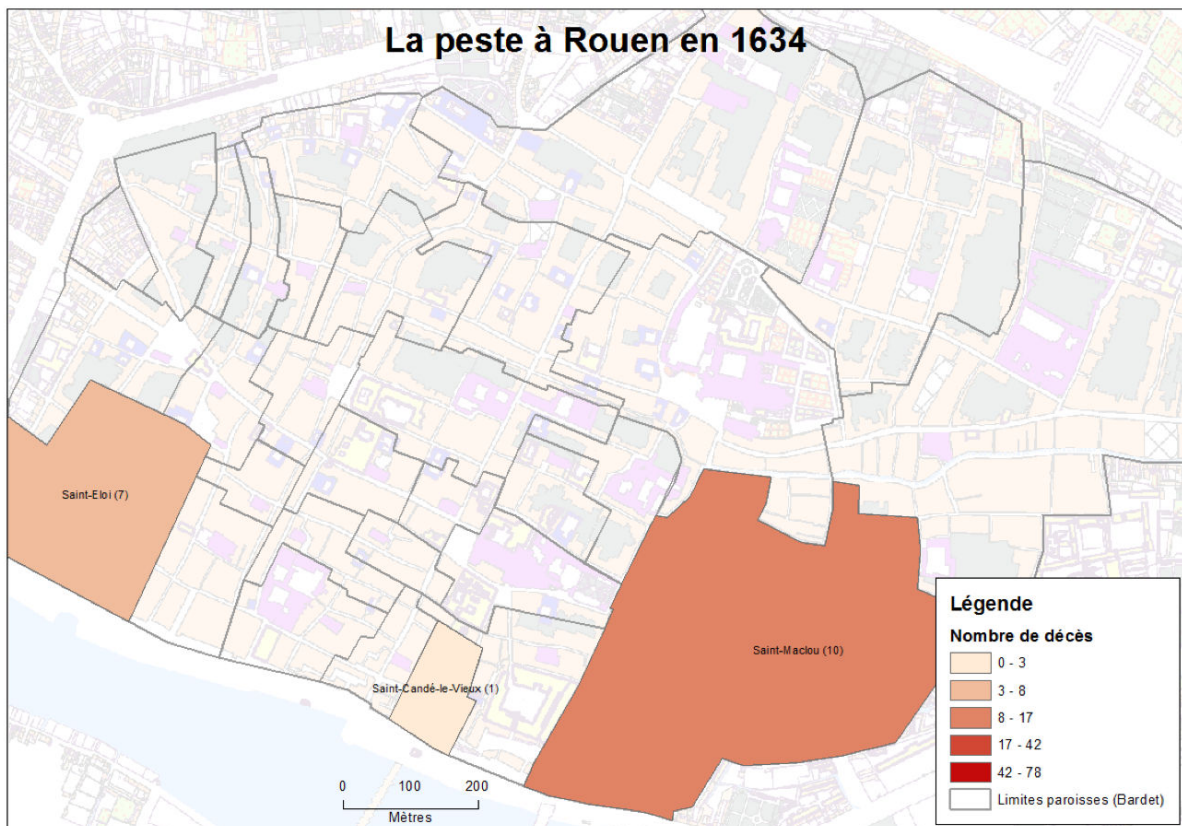 La peste à Rouen en 1634
Saint-Eloi (7)
Saint-Maclou (10)
Saint-Candé-le-Vieux (1)
0 100 200
Mètres
Légende
Nombre de décès
0 - 3
3 - 8
8 - 17
17 - 42
42 - 78
Limites paroisses (Bardet)